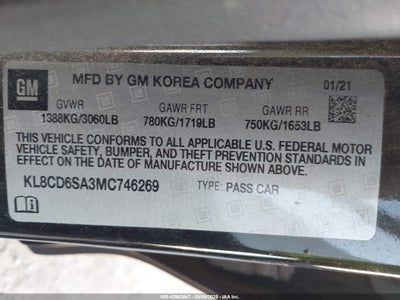 GM
MFD BY GM KOREA COMPANY
01/21
GVWR
GAWR FRT
GAWR RR
1388KG/3060LB
780KG/1719LB
750KG/1653LB
THIS VEHICLE CONFORMS TO ALL APPLICABLE U.S. FEDERAL MOTOR
VEHICLE SAFETY, BUMPER, AND THEFT PREVENTION STANDARDS IN
EFFECT ON THE DATE OF MANUFACTURE SHOWN ABOVE.
KL8CD6SA3MC746269
TYPE: PASS CAR